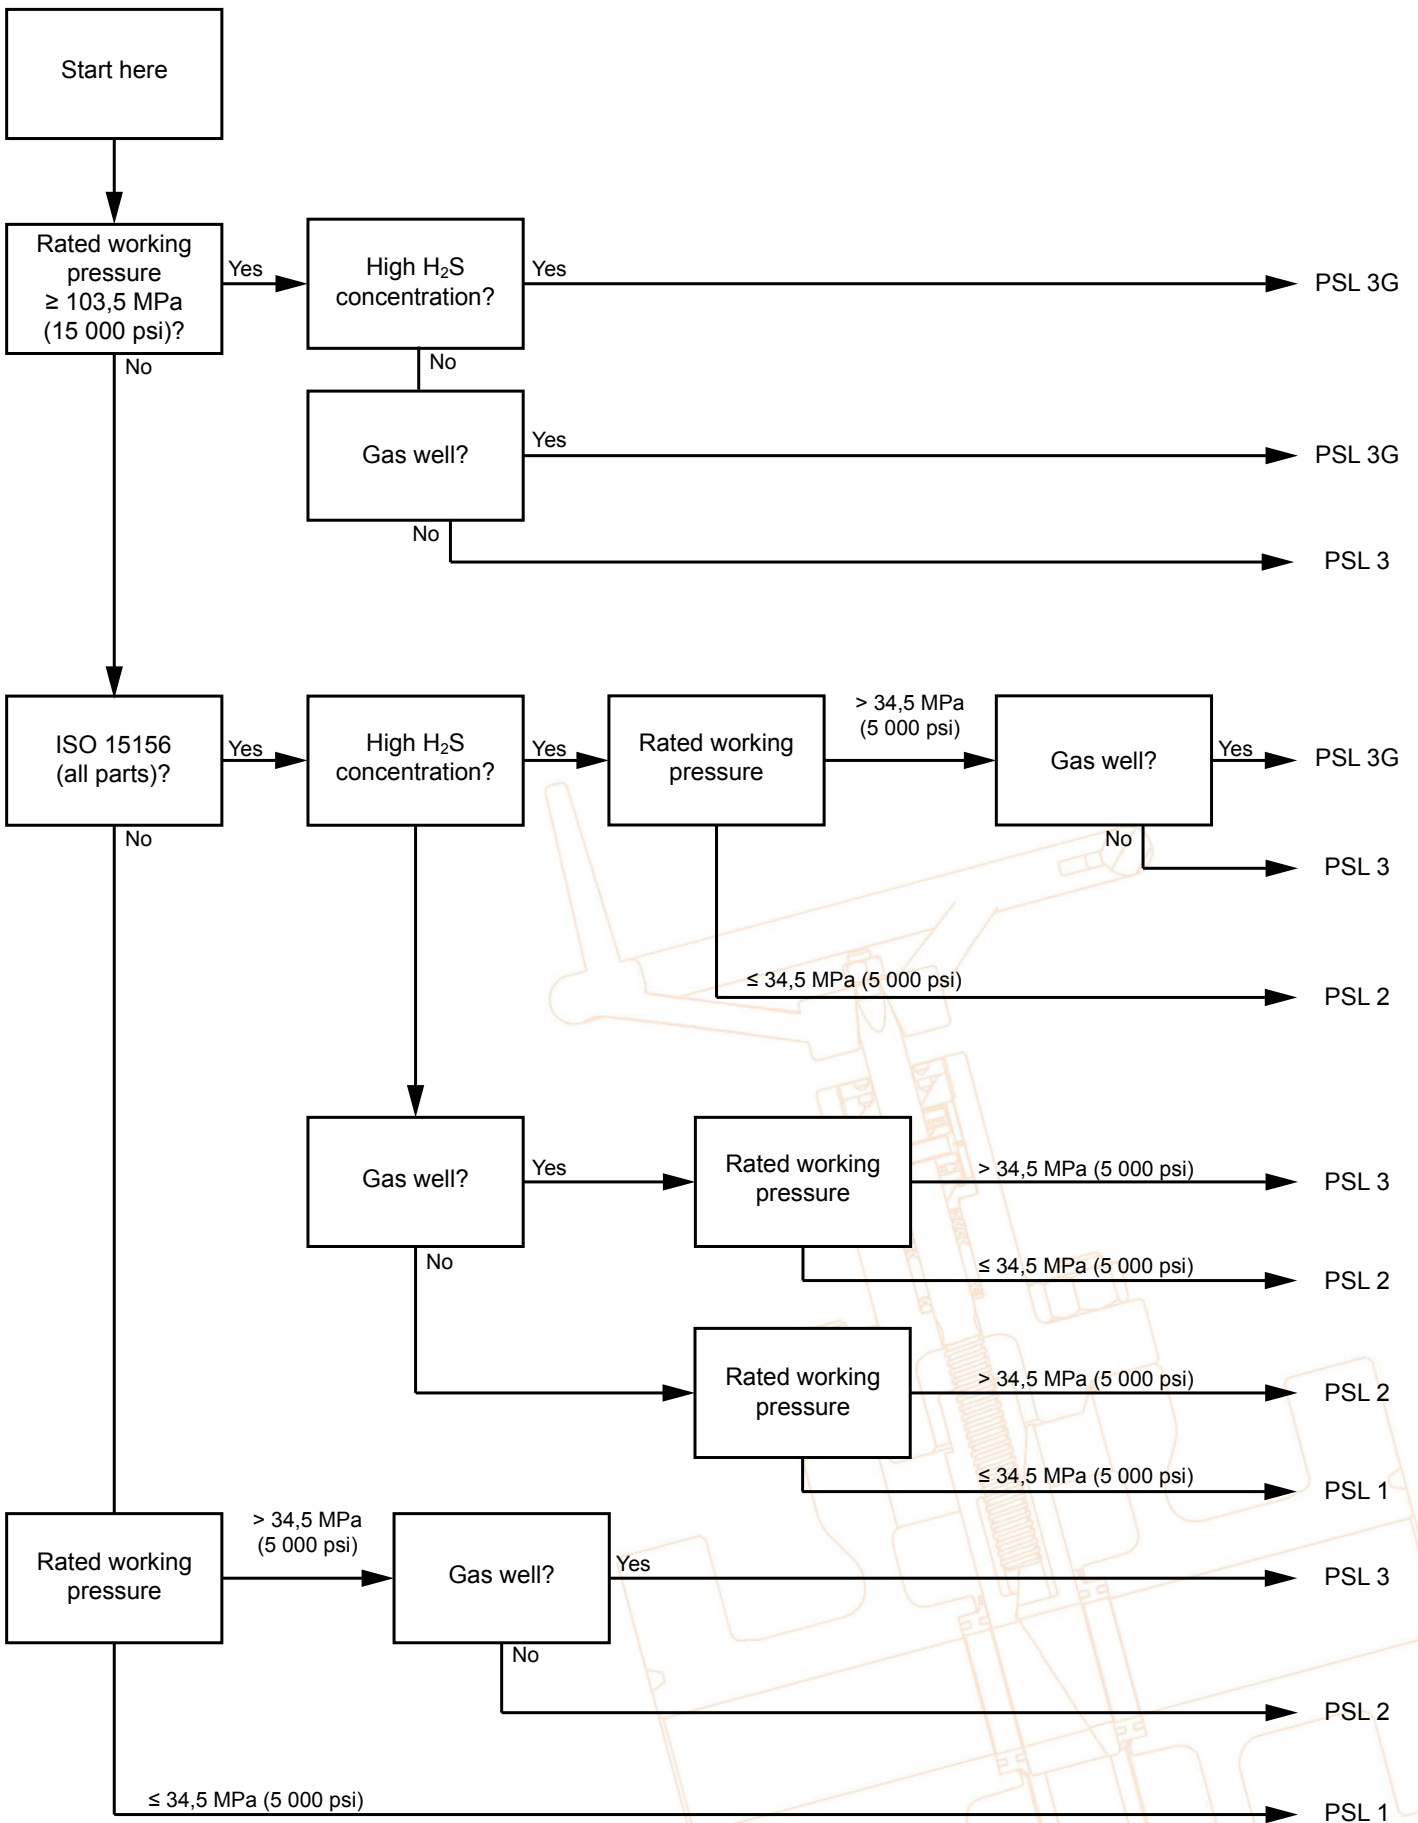 Start here
Rated working
pressure
≥ 103,5 MPa
(15 000 psi)?
Yes
No
High H₂S
concentration?
Yes
PSL 3G
No
Gas well?
Yes
PSL 3G
No
PSL 3
ISO 15156
(all parts)?
Yes
No
High H₂S
concentration?
Yes
Rated working
pressure
> 34,5 MPa
(5 000 psi)
Gas well?
Yes
PSL 3G
No
PSL 3
≤ 34,5 MPa (5 000 psi)
PSL 2
Gas well?
Yes
Rated working
pressure
> 34,5 MPa (5 000 psi)
PSL 3
≤ 34,5 MPa (5 000 psi)
PSL 2
No
Rated working
pressure
> 34,5 MPa (5 000 psi)
PSL 2
≤ 34,5 MPa (5 000 psi)
PSL 1
Rated working
pressure
> 34,5 MPa
(5 000 psi)
Gas well?
Yes
PSL 3
No
PSL 2
≤ 34,5 MPa (5 000 psi)
PSL 1